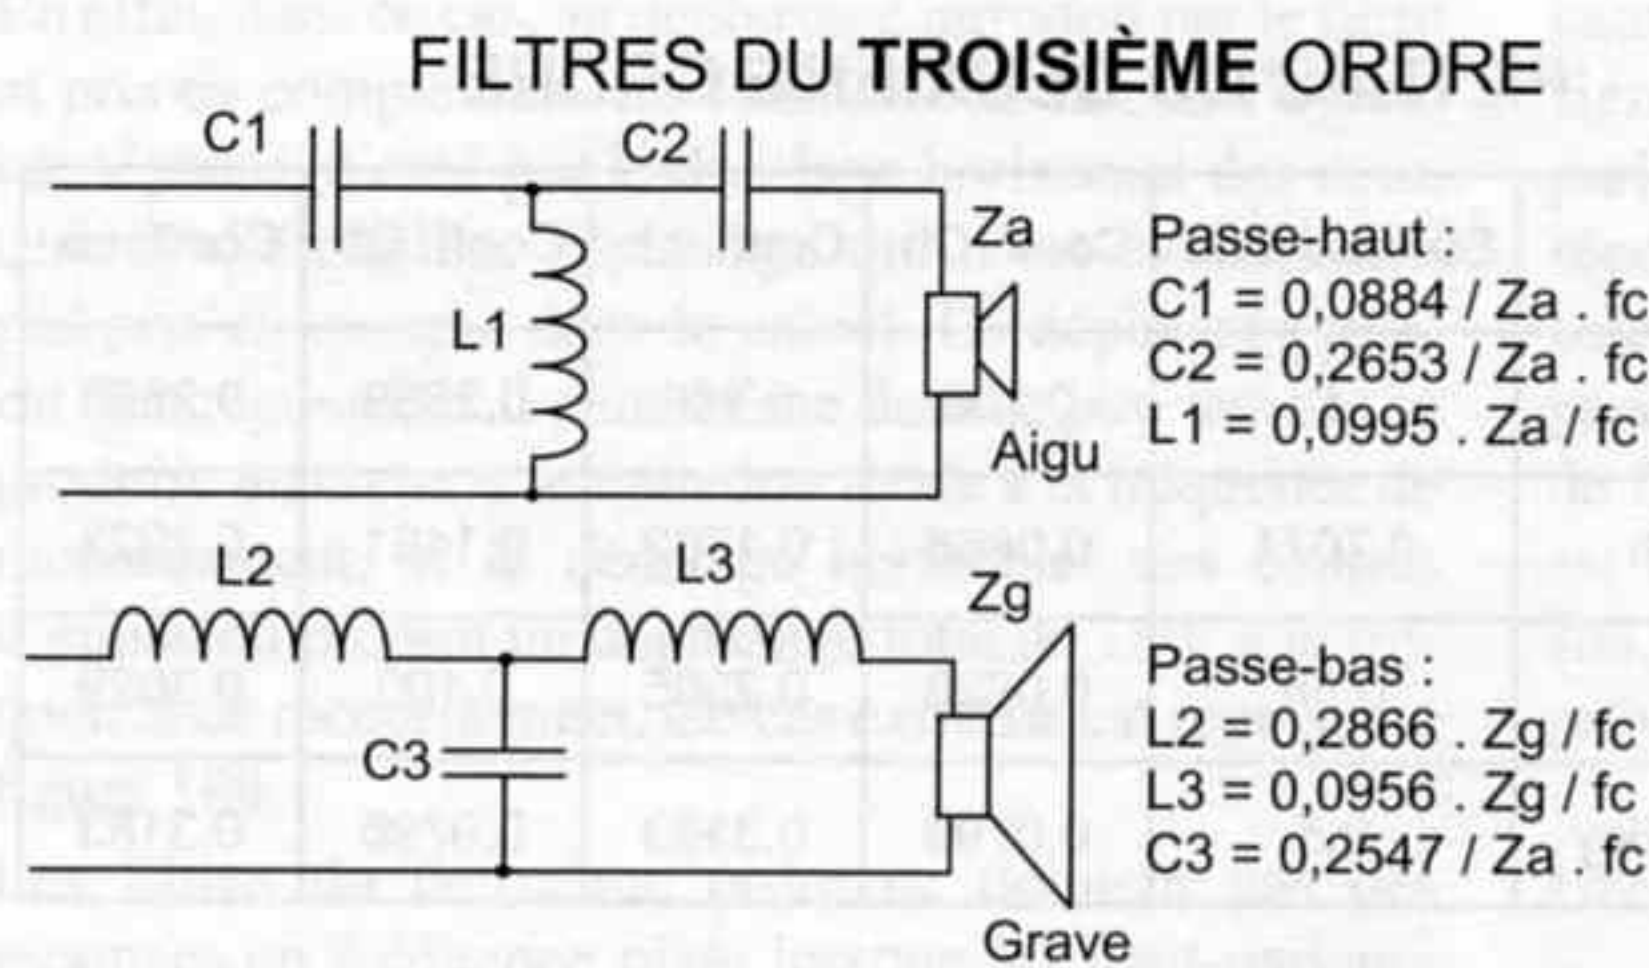 FILTRES DU TROISIÈME ORDRE
C1
C2
L1
Za
Aigu
Passe-haut :
C1 = 0,0884 / Za . fc
C2 = 0,2653 / Za . fc
L1 = 0,0995 . Za / fc
L2
L3
C3
Zg
Grave
Passe-bas :
L2 = 0,2866 . Zg / fc
L3 = 0,0956 . Zg / fc
C3 = 0,2547 / Za . fc